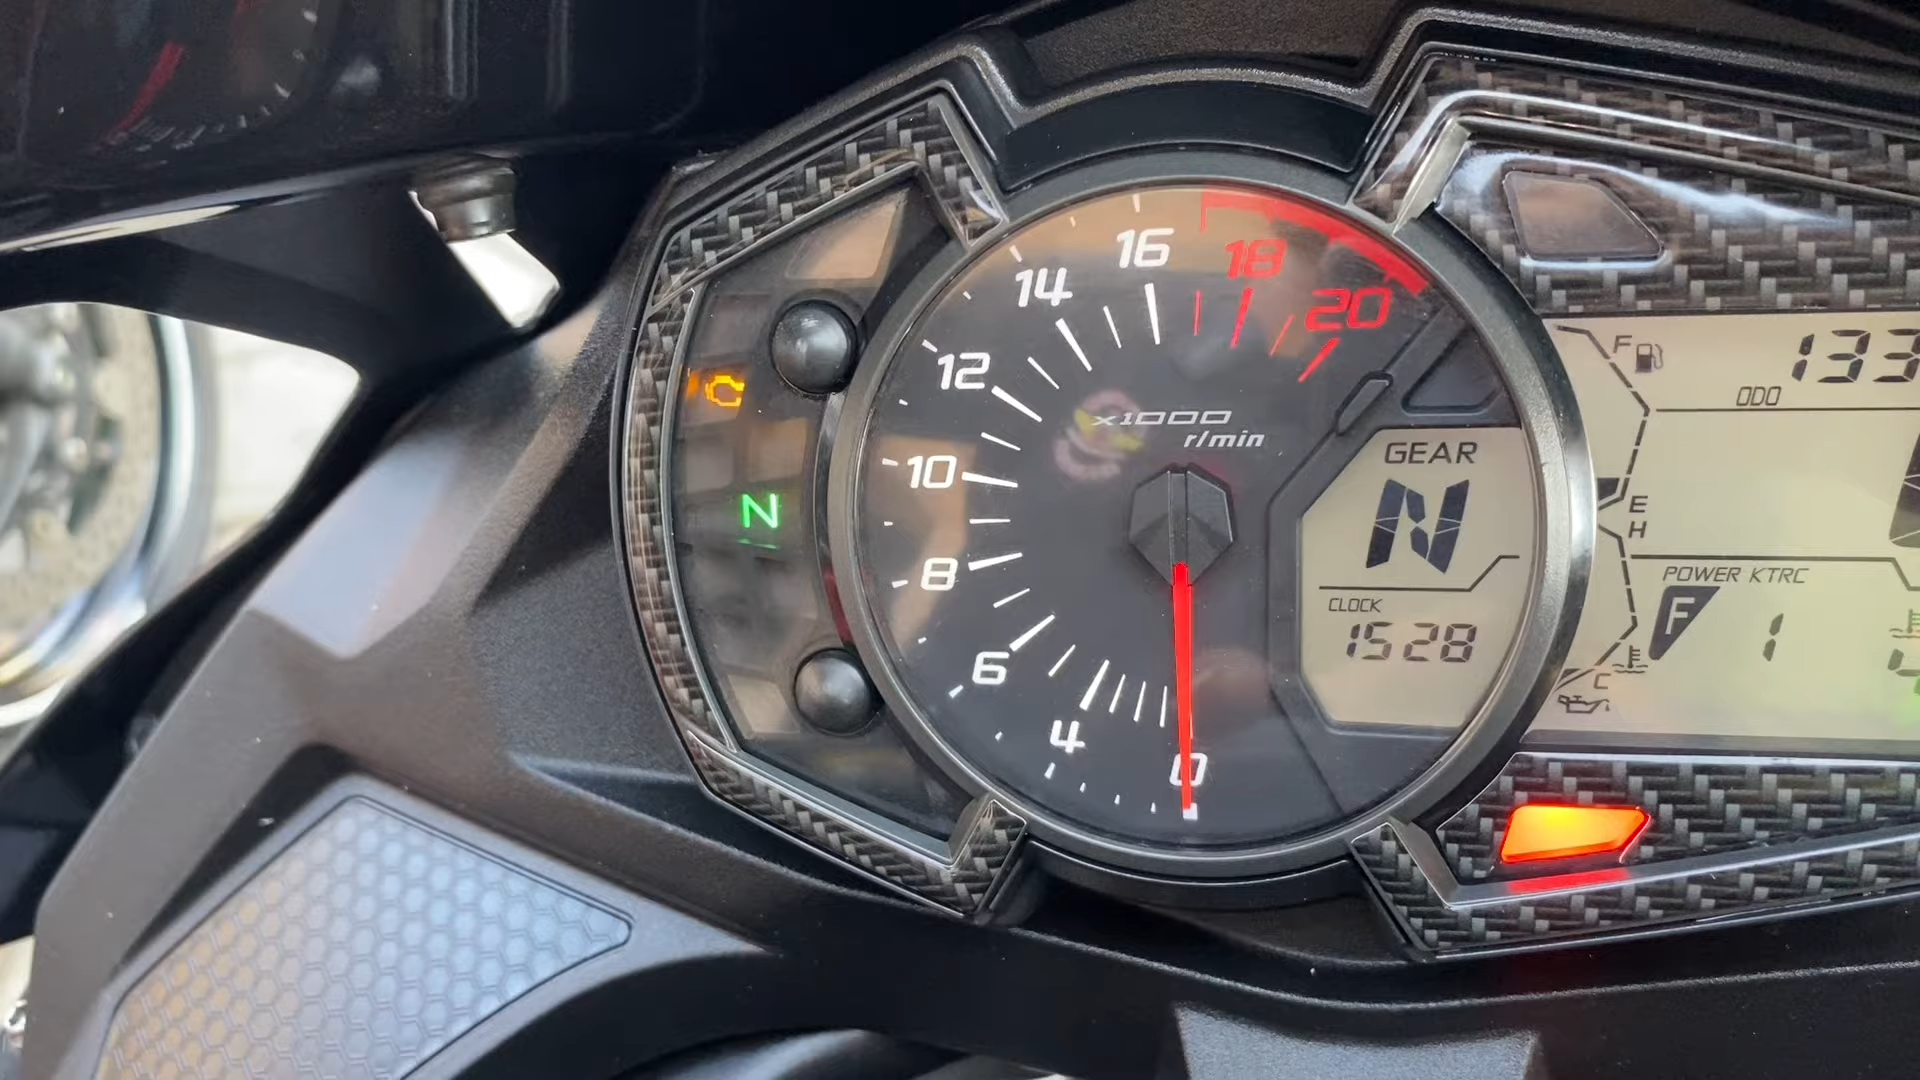 16
18
14
20
12
x1000
r/min
10
8
6
4
0
N
GEAR
N
CLOCK
1528
F
133
ODO
E
H
POWER KTRC
F
1
C